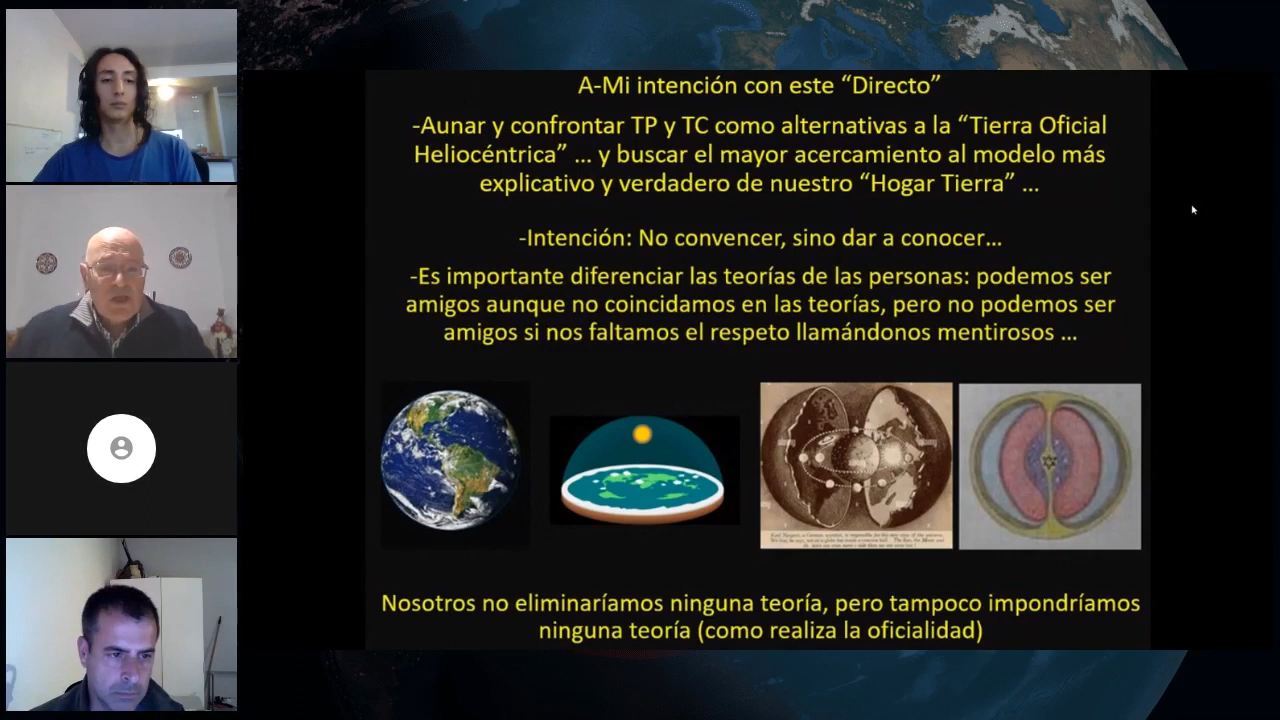 A-Mi intención con este “Directo”
-Aunar y confrontar TP y TC como alternativas a la “Tierra Oficial
Heliocéntrica” ... y buscar el mayor acercamiento al modelo más
explicativo y verdadero de nuestro “Hogar Tierra” ...
-Intención: No convencer, sino dar a conocer...
-Es importante diferenciar las teorías de las personas: podemos ser
amigos aunque no coincidamos en las teorías, pero no podemos ser
amigos si nos faltamos el respeto llamándonos mentirosos ...
Nosotros no eliminaríamos ninguna teoría, pero tampoco impondríamos
ninguna teoría (como realiza la oficialidad)